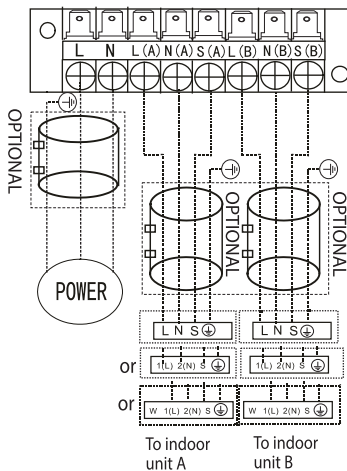 L N L(A) N(A) S(A) L(B) N(B) S(B)
OPTIONAL
OPTIONAL
OPTIONAL
POWER
L N S
L N S
or
1(L) 2(N) S
1(L) 2(N) S
or
W 1(L) 2(N) S
W 1(L) 2(N) S
To indoor
unit A
To indoor
unit B